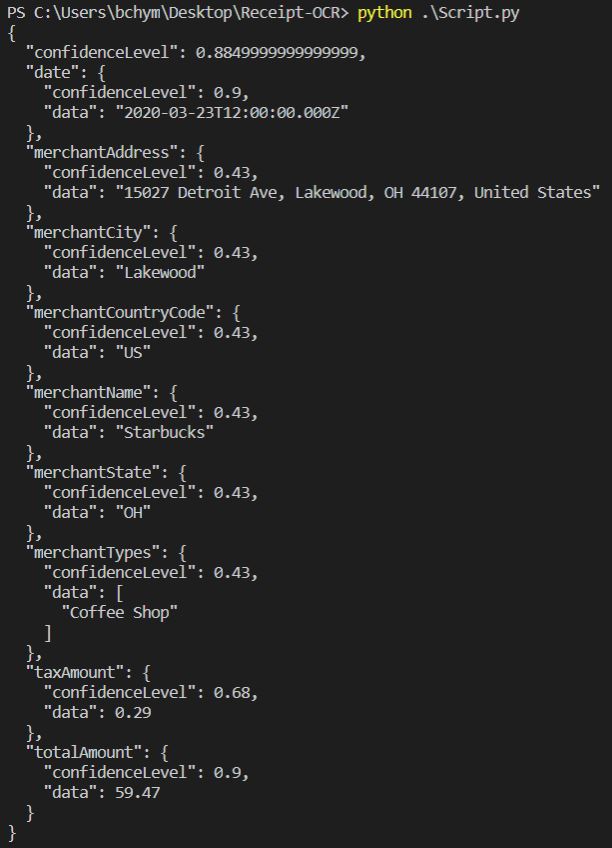 PS C:\Users\bchym\Desktop\Receipt-OCR> python .\Script.py
{
  "confidenceLevel": 0.8849999999999999,
  "date": {
    "confidenceLevel": 0.9,
    "data": "2020-03-23T12:00:00.000Z"
  },
  "merchantAddress": {
    "confidenceLevel": 0.43,
    "data": "15027 Detroit Ave, Lakewood, OH 44107, United States"
  },
  "merchantCity": {
    "confidenceLevel": 0.43,
    "data": "Lakewood"
  },
  "merchantCountryCode": {
    "confidenceLevel": 0.43,
    "data": "US"
  },
  "merchantName": {
    "confidenceLevel": 0.43,
    "data": "Starbucks"
  },
  "merchantState": {
    "confidenceLevel": 0.43,
    "data": "OH"
  },
  "merchantTypes": {
    "confidenceLevel": 0.43,
    "data": [
      "Coffee Shop"
    ]
  },
  "taxAmount": {
    "confidenceLevel": 0.68,
    "data": 0.29
  },
  "totalAmount": {
    "confidenceLevel": 0.9,
    "data": 59.47
  }
}